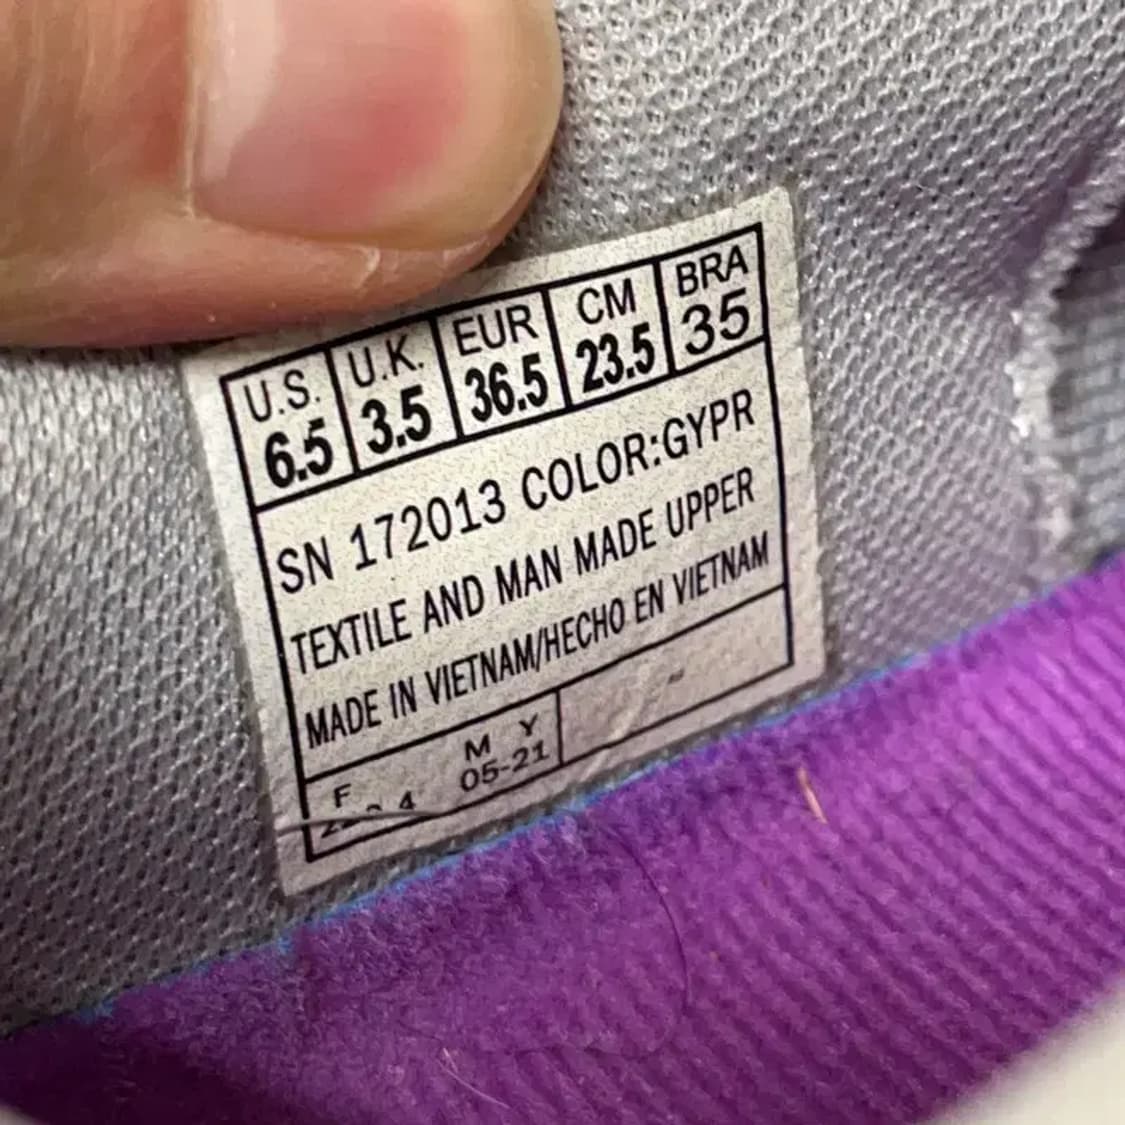 U.S. U.K. EUR CM BRA
6.5 3.5 36.5 23.5 35
SN 172013 COLOR:GYPR
TEXTILE AND MAN MADE UPPER
MADE IN VIETNAM/HECHO EN VIETNAM
F M Y
05-21